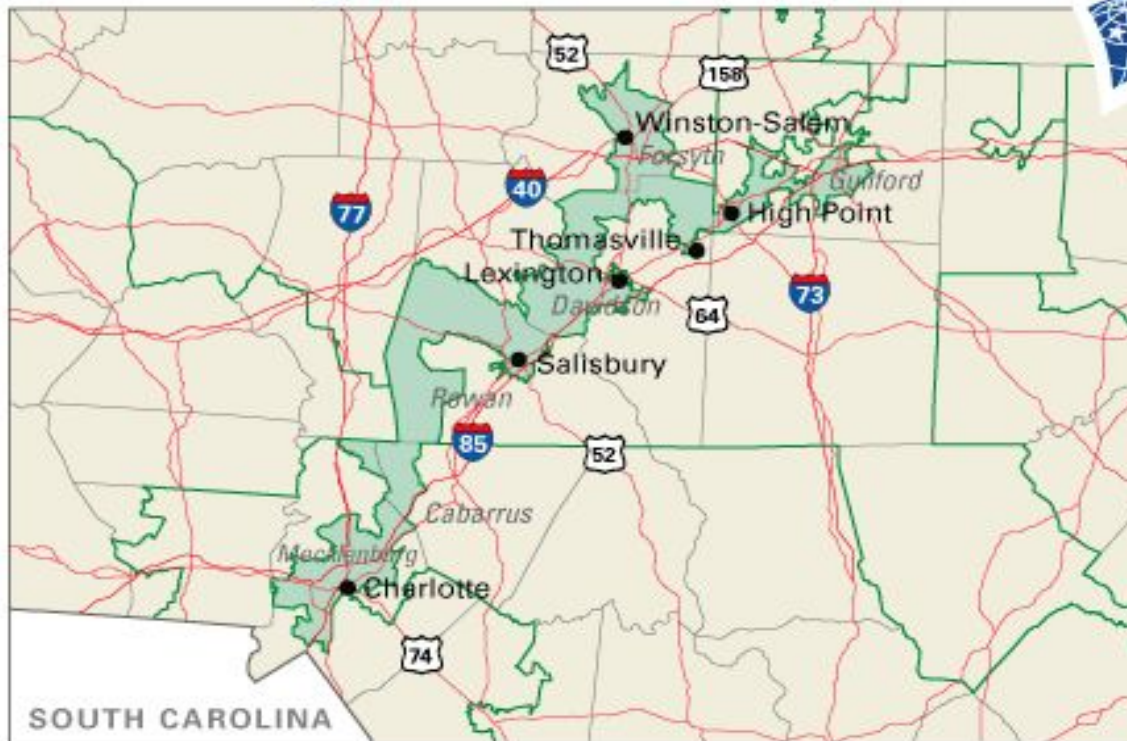 52
158
Winston-Salem
Forsyth
Guilford
40
77
High Point
Thomasville
Lexington
73
Davidson
64
Salisbury
Rowan
85
52
Cabarrus
Mecklenburg
Charlotte
74
SOUTH CAROLINA